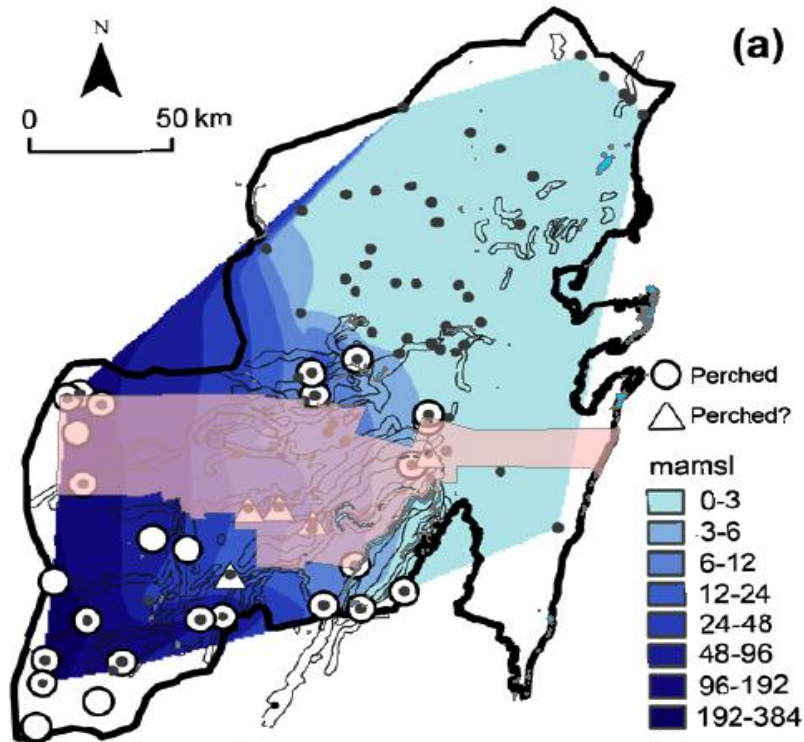 (a)
N
0 50 km
Perched
Perched?
mamsl
0-3
3-6
6-12
12-24
24-48
48-96
96-192
192-384